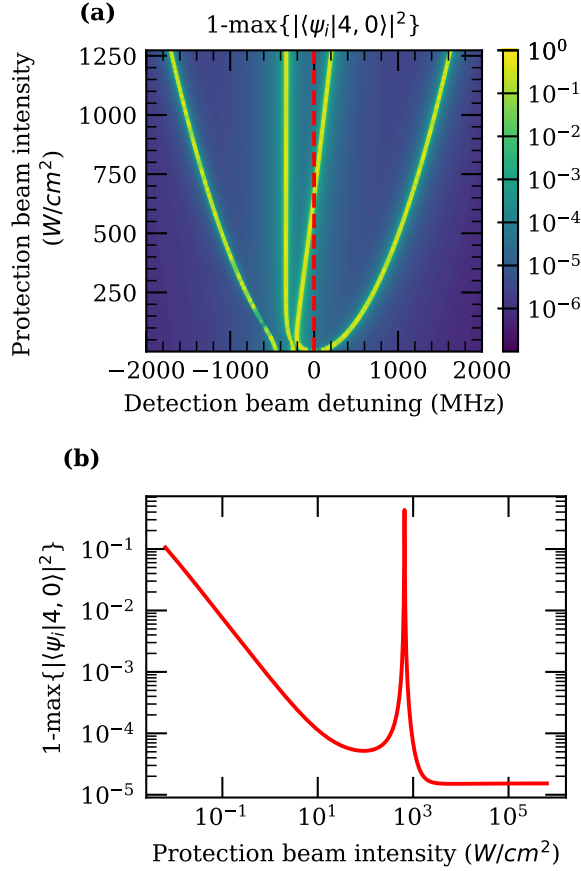 (a)
1-max{|⟨ψᵢ|4, 0⟩|²}
Protection beam intensity
(W/cm²)
1250
1000
750
500
250
10⁰
10⁻¹
10⁻²
10⁻³
10⁻⁴
10⁻⁵
10⁻⁶
−2000 −1000 0 1000 2000
Detection beam detuning (MHz)
(b)
1-max{|⟨ψᵢ|4, 0⟩|²}
10⁻¹
10⁻²
10⁻³
10⁻⁴
10⁻⁵
10⁻¹ 10¹ 10³ 10⁵
Protection beam intensity (W/cm²)